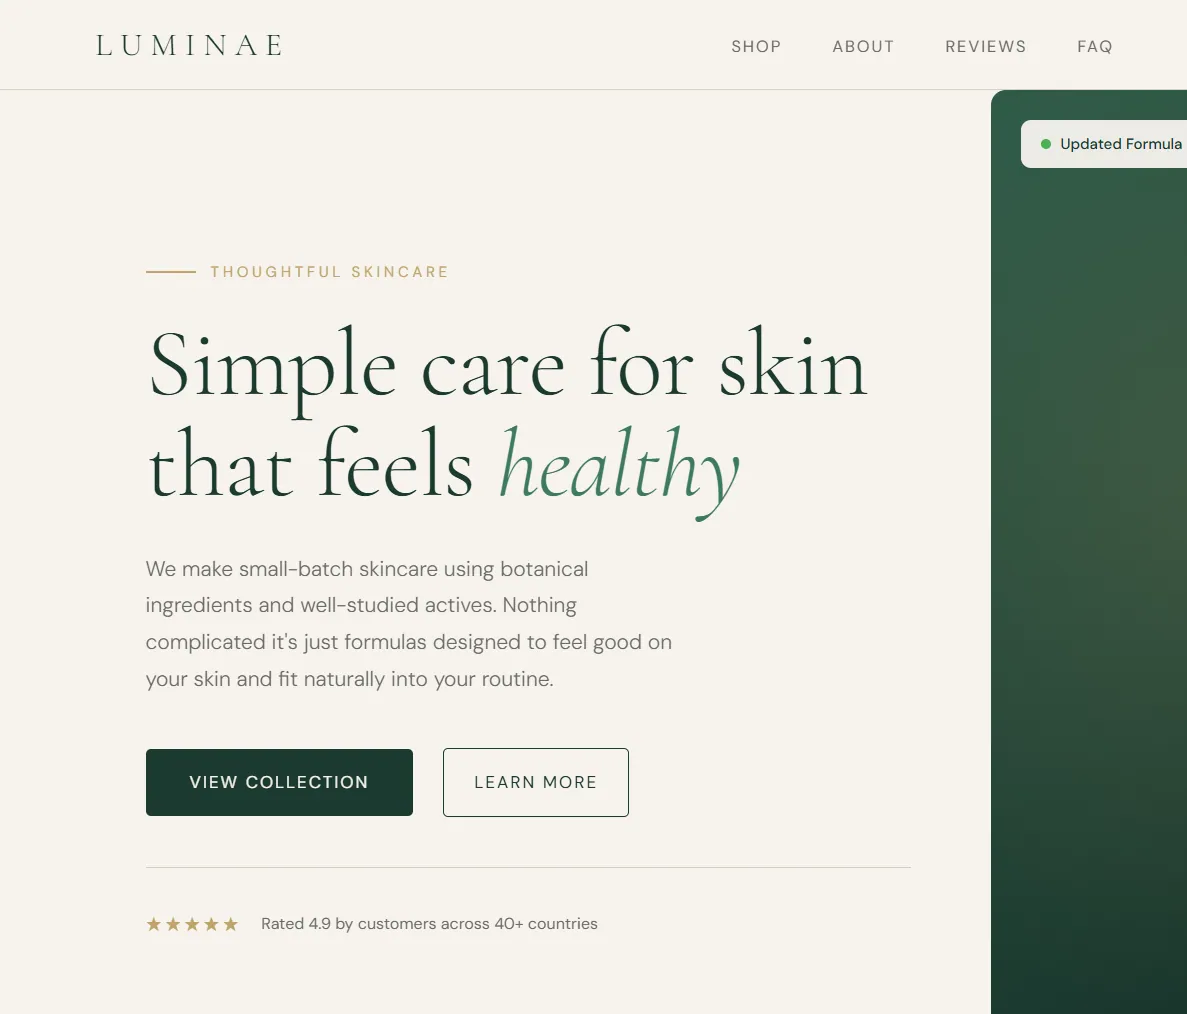 LUMINAE
SHOP ABOUT REVIEWS FAQ
Updated Formula
THOUGHTFUL SKINCARE
Simple care for skin
that feels healthy
We make small-batch skincare using botanical
ingredients and well-studied actives. Nothing
complicated it's just formulas designed to feel good on
your skin and fit naturally into your routine.
VIEW COLLECTION
LEARN MORE
★★★★★ Rated 4.9 by customers across 40+ countries